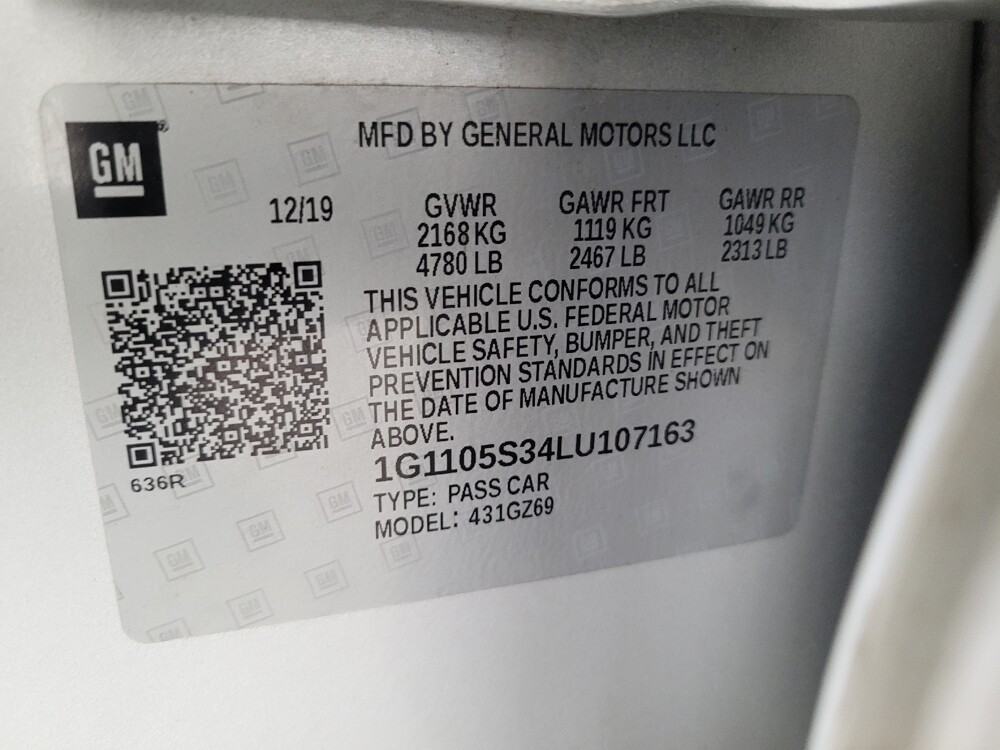 GM
MFD BY GENERAL MOTORS LLC
12/19
GVWR GAWR FRT GAWR RR
2168 KG 1119 KG 1049 KG
4780 LB 2467 LB 2313 LB
THIS VEHICLE CONFORMS TO ALL
APPLICABLE U.S. FEDERAL MOTOR
VEHICLE SAFETY, BUMPER, AND THEFT
PREVENTION STANDARDS IN EFFECT ON
THE DATE OF MANUFACTURE SHOWN
ABOVE.
1G1105S34LU107163
TYPE: PASS CAR
MODEL: 431GZ69
636R